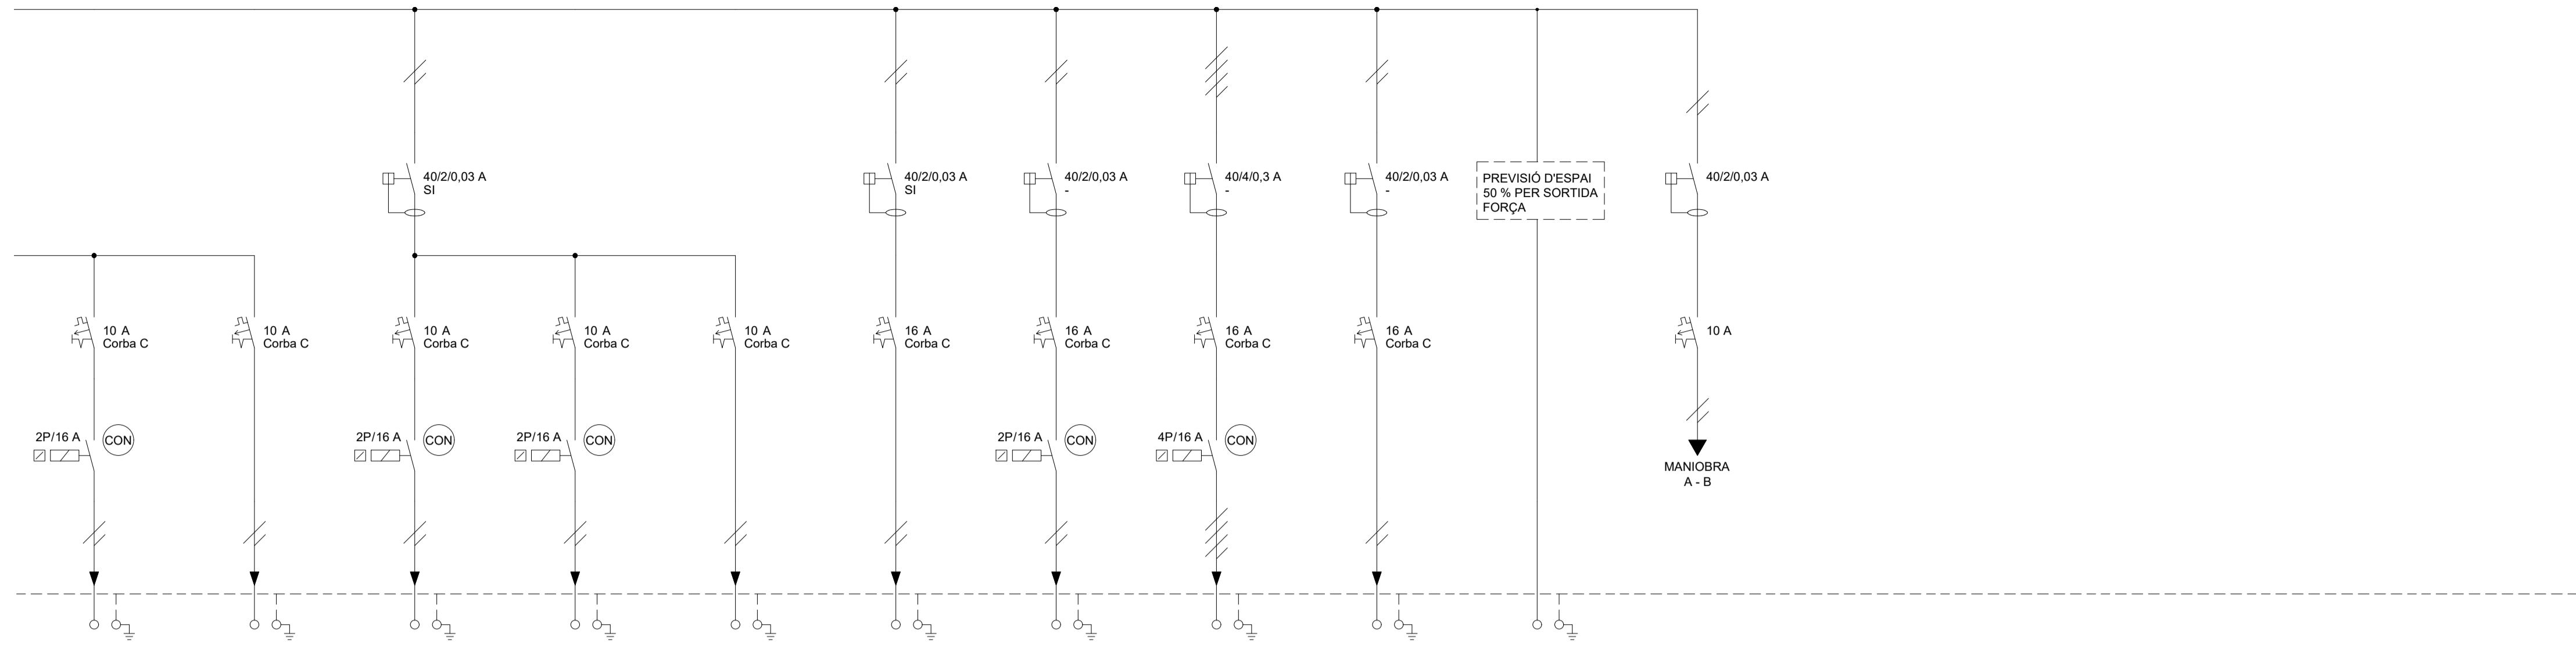 40/2/0,03 A
SI
40/2/0,03 A
SI
40/2/0,03 A
-
40/4/0,3 A
-
40/2/0,03 A
-
PREVISIÓ D'ESPAI
50 % PER SORTIDA
FORÇA
40/2/0,03 A
10 A
Corba C
10 A
Corba C
10 A
Corba C
10 A
Corba C
10 A
Corba C
16 A
Corba C
16 A
Corba C
16 A
Corba C
16 A
Corba C
10 A
2P/16 A
CON
2P/16 A
CON
2P/16 A
CON
2P/16 A
CON
4P/16 A
CON
MANIOBRA
A - B